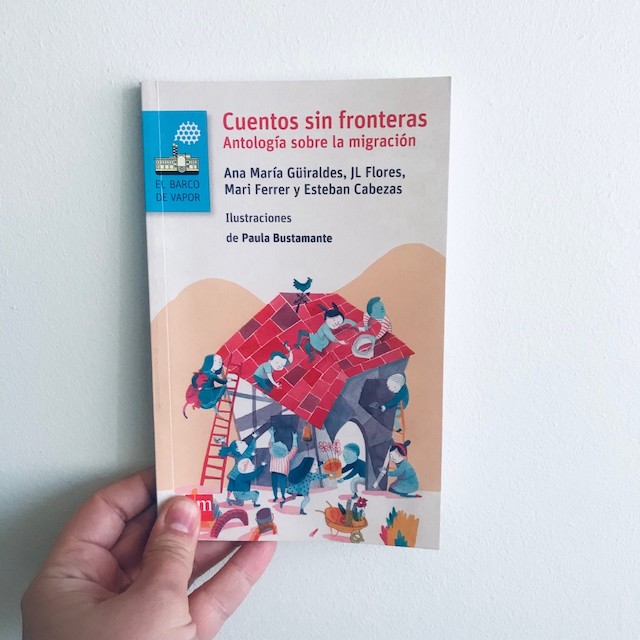 Cuentos sin fronteras
Antología sobre la migración
Ana María Güiraldes, JL Flores,
Mari Ferrer y Esteban Cabezas
Ilustraciones
de Paula Bustamante
EL BARCO
DE VAPOR